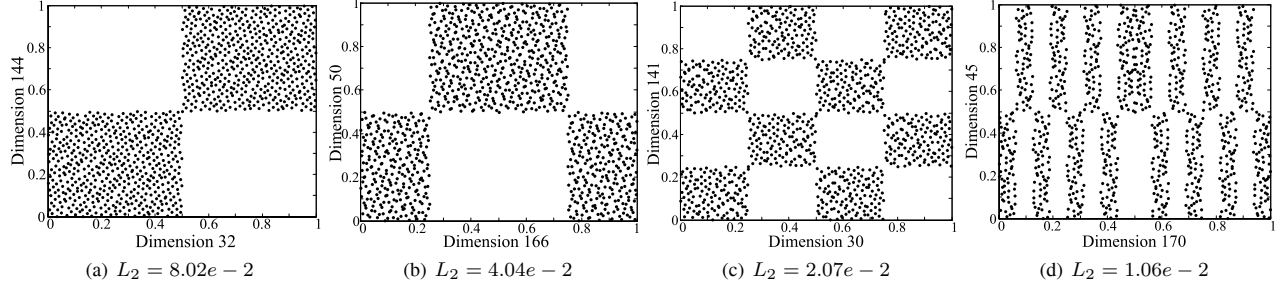 Dimension 144
1
0.8
0.6
0.4
0.2
0
0.2 0.4 0.6 0.8 1
Dimension 32
(a) L₂ = 8.02e − 2
Dimension 50
1
0.8
0.6
0.4
0.2
0
0 0.2 0.4 0.6 0.8 1
Dimension 166
(b) L₂ = 4.04e − 2
Dimension 141
1
0.8
0.6
0.4
0.2
0
0 0.2 0.4 0.6 0.8 1
Dimension 30
(c) L₂ = 2.07e − 2
Dimension 45
1
0.8
0.6
0.4
0.2
0
0 0.2 0.4 0.6 0.8 1
Dimension 170
(d) L₂ = 1.06e − 2